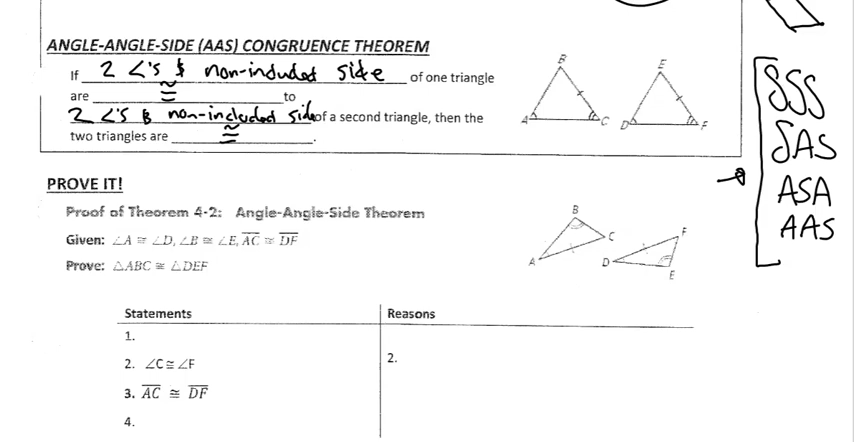 ANGLE-ANGLE-SIDE (AAS) CONGRUENCE THEOREM
If 2 ∠'s & non-included side of one triangle
are ≅ to
2 ∠'s & non-included side of a second triangle, then the
two triangles are ≅.
B
A
C
E
D
F
SSS
SAS
ASA
AAS
PROVE IT!
Proof of Theorem 4-2: Angle-Angle-Side Theorem
Given: ∠A ≅ ∠D, ∠B ≅ ∠E, AC ≅ DF
Prove: △ABC ≅ △DEF
B
C
A
F
D
E
Statements
Reasons
1.
2. ∠C ≅ ∠F
2.
3. AC ≅ DF
4.